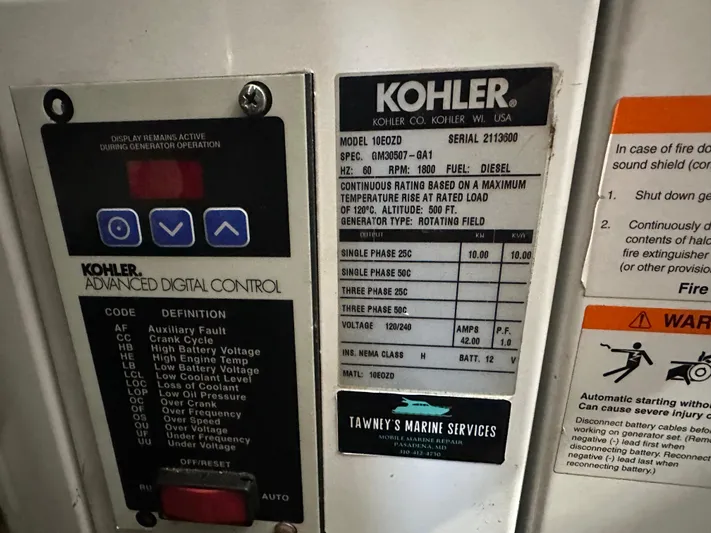 DISPLAY REMAINS ACTIVE
DURING GENERATOR OPERATION
KOHLER.
ADVANCED DIGITAL CONTROL
CODE DEFINITION
AF Auxiliary Fault
CC Crank Cycle
HB High Battery Voltage
HE High Engine Temp
LB Low Battery Voltage
LCL Low Coolant Level
LOC Loss of Coolant
LOP Low Oil Pressure
OC Over Crank
OF Over Frequency
OS Over Speed
OU Over Voltage
UF Under Frequency
UU Under Voltage
OFF/RESET
RU AUTO
KOHLER®
KOHLER CO. KOHLER WI. USA
MODEL 10EOZD SERIAL 2113600
SPEC. GM30507-GA1
HZ: 60 RPM: 1800 FUEL: DIESEL
CONTINUOUS RATING BASED ON A MAXIMUM
TEMPERATURE RISE AT RATED LOAD
OF 120°C. ALTITUDE: 500 FT.
GENERATOR TYPE: ROTATING FIELD
OUTPUT KW KVA
SINGLE PHASE 25C 10.00 10.00
SINGLE PHASE 50C
THREE PHASE 25C
THREE PHASE 50C
VOLTAGE 120/240 AMPS P.F.
42.00 1.0
INS. NEMA CLASS H BATT. 12 V
MATL: 10EOZD
TAWNEY'S MARINE SERVICES
MOBILE MARINE REPAIR
PASADENA, MD
In case of fire do
sound shield (con
1. Shut down ge
2. Continuously d
contents of halo
fire extinguisher
(or other provision
Fire
WAR
Automatic starting withou
Can cause severe injury o
Disconnect battery cables befo
working on generator set. (Rem
negative (-) lead first when
disconnecting battery. Reconnect
negative (-) lead last when
reconnecting battery.)